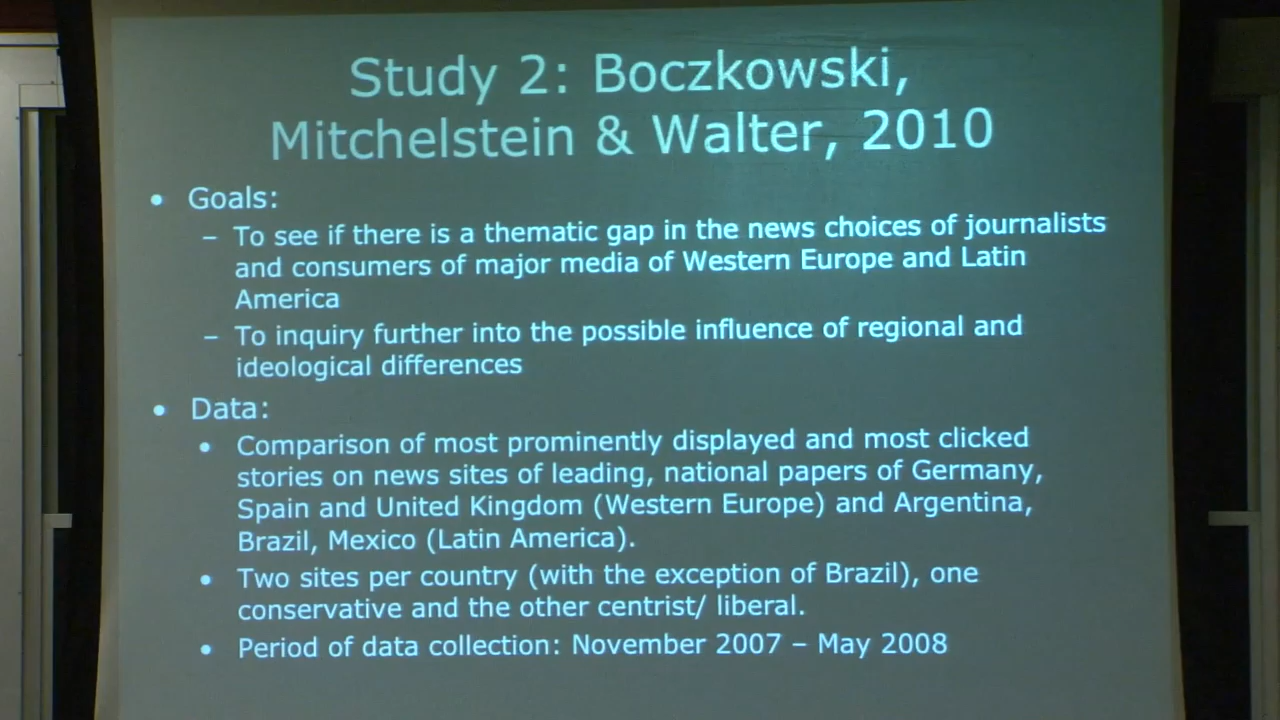 Study 2: Boczkowski,
Mitchelstein & Walter, 2010
• Goals:
– To see if there is a thematic gap in the news choices of journalists
and consumers of major media of Western Europe and Latin
America
– To inquiry further into the possible influence of regional and
ideological differences
• Data:
• Comparison of most prominently displayed and most clicked
stories on news sites of leading, national papers of Germany,
Spain and United Kingdom (Western Europe) and Argentina,
Brazil, Mexico (Latin America).
• Two sites per country (with the exception of Brazil), one
conservative and the other centrist/ liberal.
• Period of data collection: November 2007 – May 2008